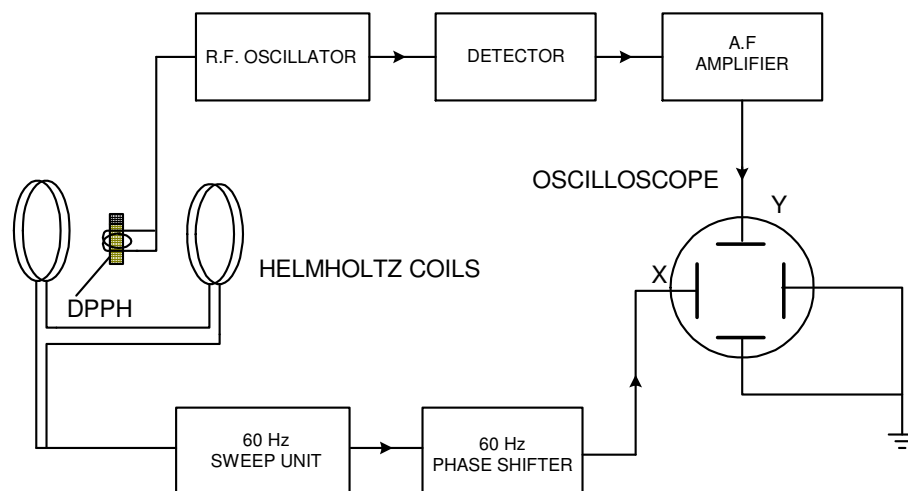 R.F. OSCILLATOR
DETECTOR
A.F
AMPLIFIER
OSCILLOSCOPE
Y
X
HELMHOLTZ COILS
DPPH
60 Hz
SWEEP UNIT
60 Hz
PHASE SHIFTER